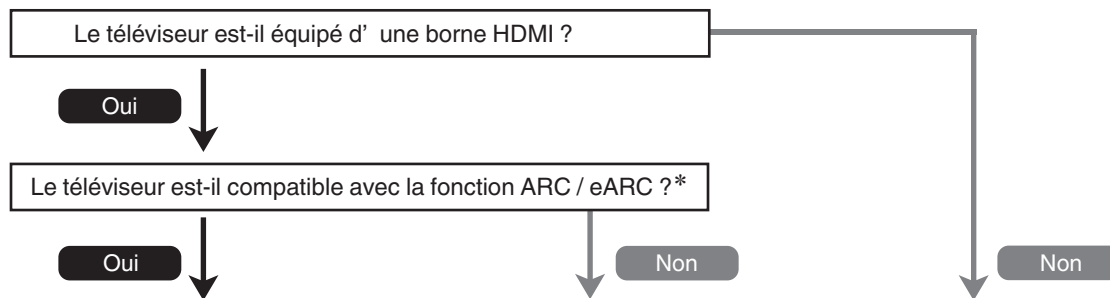 Le téléviseur est-il équipé d' une borne HDMI ?
Oui
Le téléviseur est-il compatible avec la fonction ARC / eARC ?*
Oui
Non
Non